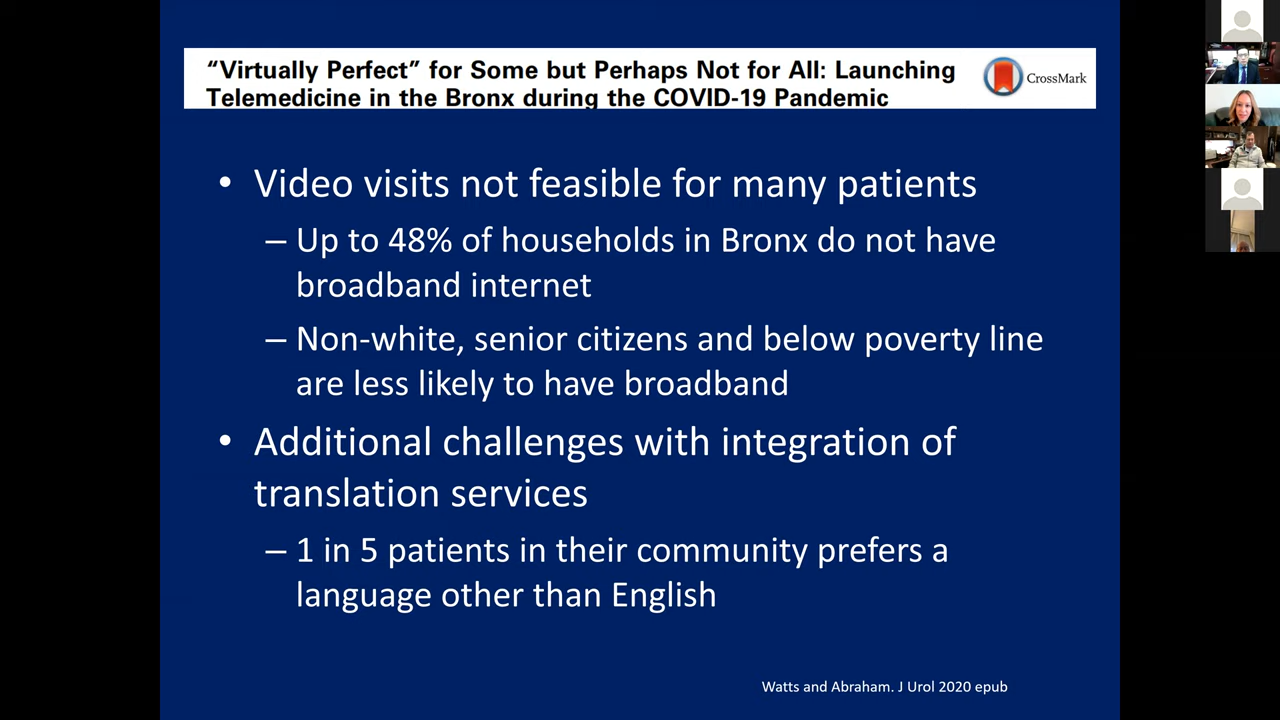 “Virtually Perfect” for Some but Perhaps Not for All: Launching
Telemedicine in the Bronx during the COVID-19 Pandemic
CrossMark
• Video visits not feasible for many patients
– Up to 48% of households in Bronx do not have
broadband internet
– Non-white, senior citizens and below poverty line
are less likely to have broadband
• Additional challenges with integration of
translation services
– 1 in 5 patients in their community prefers a
language other than English
Watts and Abraham. J Urol 2020 epub